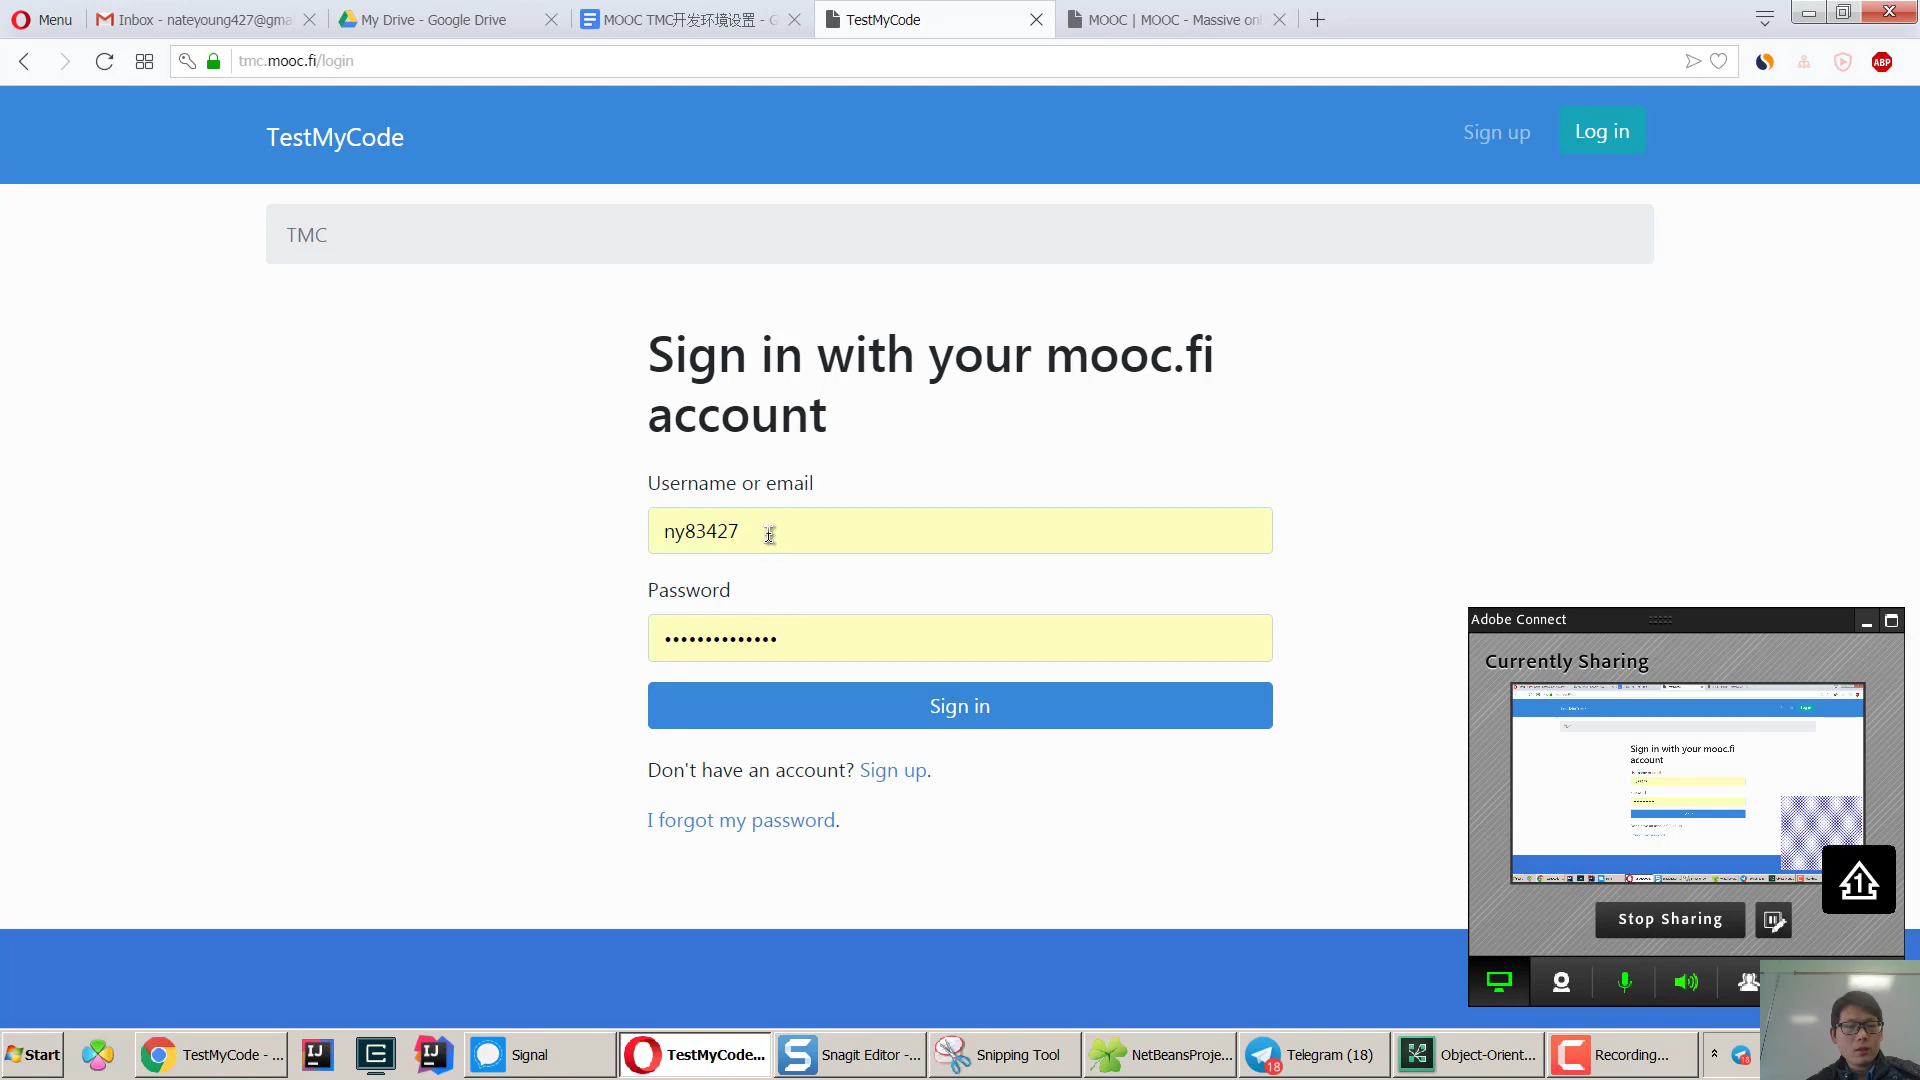 Menu
Inbox - nateyoung427@gma
My Drive - Google Drive
MOOC TMC开发环境设置 - G
TestMyCode
MOOC | MOOC - Massive onl
tmc.mooc.fi/login
ABP
TestMyCode
Sign up
Log in
TMC
Sign in with your mooc.fi
account
Username or email
ny83427
Password
••••••••••••••
Sign in
Don't have an account? Sign up.
I forgot my password.
Adobe Connect
Currently Sharing
Sign in with your mooc.fi
account
1
Stop Sharing
Start
TestMyCode - ...
IJ
Signal
TestMyCode...
Snagit Editor -...
Snipping Tool
NetBeansProje...
18
Telegram (18)
Object-Orient...
Recording...